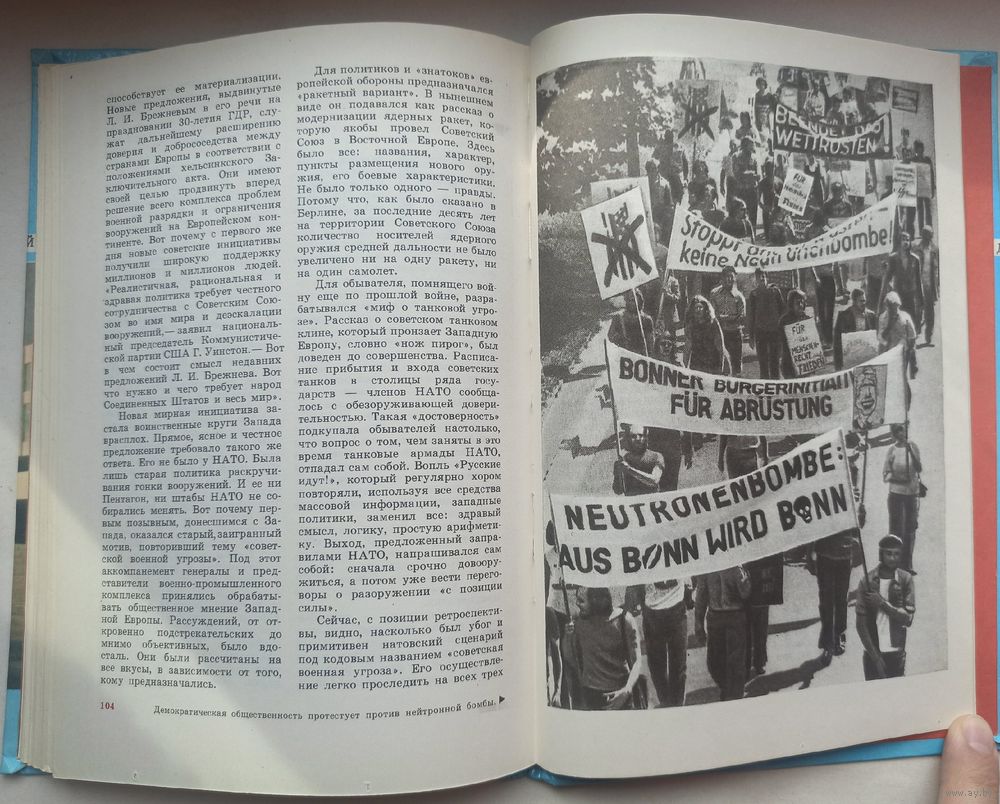 способствует ее материализации.
Новые предложения, выдвинутые
Л. И. Брежневым в его речи на
праздновании 30-летия ГДР, слу-
жат дальнейшему расширению
доверия и добрососедства между
странами Европы в соответствии с
положениями хельсинкского За-
ключительного акта. Они имеют
своей целью продвинуть вперед
решение всего комплекса проблем
военной разрядки и ограничения
вооружений на Европейском кон-
тиненте. Вот почему с первого же
дня новые советские инициативы
получили широкую поддержку
миллионов и миллионов людей.
«Реалистичная, рациональная и
здравая политика требует честного
сотрудничества с Советским Сою-
зом во имя мира и деэскалации
вооружений,— заявил националь-
ный председатель Коммунистиче-
ской партии США Г. Уинстон.— Вот
в чем состоит смысл недавних
предложений Л. И. Брежнева. Вот
что нужно и чего требует народ
Соединенных Штатов и весь мир».
Новая мирная инициатива за-
стала воинственные круги Запада
врасплох. Прямое, ясное и честное
предложение требовало такого же
ответа. Его не было у НАТО. Была
лишь старая политика раскручи-
вания гонки вооружений. И ее ни
Пентагон, ни штабы НАТО не со-
бирались менять. Вот почему пер-
вым позывным, донесшимся с За-
пада, оказался старый, заигранный
мотив, повторивший тему «совет-
ской военной угрозы». Под этот
аккомпанемент генералы и пред-
ставители военно-промышленного
комплекса принялись обрабаты-
вать общественное мнение Запад-
ной Европы. Рассуждений, от от-
кровенно подстрекательских до
мнимо объективных, было вдо-
сталь. Они были рассчитаны на
все вкусы, в зависимости от того,
кому предназначались.
Для политиков и «знатоков» ев-
ропейской обороны предназначался
«ракетный вариант». В нынешнем
виде он подавался как рассказ о
модернизации ядерных ракет, ко-
торую якобы провел Советский
Союз в Восточной Европе. Здесь
было все: названия, характер,
пункты размещения нового ору-
жия, его боевые характеристики.
Не было только одного — правды.
Потому что, как было сказано в
Берлине, за последние десять лет
на территории Советского Союза
количество носителей ядерного
оружия средней дальности не было
увеличено ни на одну ракету, ни
на один самолет.
Для обывателя, помнящего вой-
ну еще по прошлой войне, разра-
батывался «миф о танковой угро-
зе». Рассказ о советском танковом
клине, который пронзает Западную
Европу, словно «нож пирог», был
доведен до совершенства. Расписа-
ние прибытия и входа советских
танков в столицы ряда госу-
дарств — членов НАТО сообща-
лось с обезоруживающей довери-
тельностью. Такая «достоверность»
подкупала обывателей настолько,
что вопрос о том, чем заняты в это
время танковые армады НАТО,
отпадал сам собой. Вопль «Русские
идут!», который регулярно хором
повторяли, используя все средства
массовой информации, западные
политики, заменил все: здравый
смысл, логику, простую арифмети-
ку. Выход, предложенный запра-
вилами НАТО, напрашивался сам
собой: сначала срочно довоору-
житься, а потом уже вести перего-
воры о разоружении «с позиции
силы».
Сейчас, с позиции ретроспекти-
вы, видно, насколько был убог и
примитивен натовский сценарий
под кодовым названием «советская
военная угроза». Его осуществле-
ние легко проследить на всех трех
104
Демократическая общественность протестует против нейтронной бомбы.
WETTRÜSTEN!
Stoppt
keine
bombe!
FÜR
BONNER BÜRGERINITIATI
FÜR ABRÜSTUNG
NEUTRONENBOMBE:
AUS BONN WIRD BONN
www.ay.by